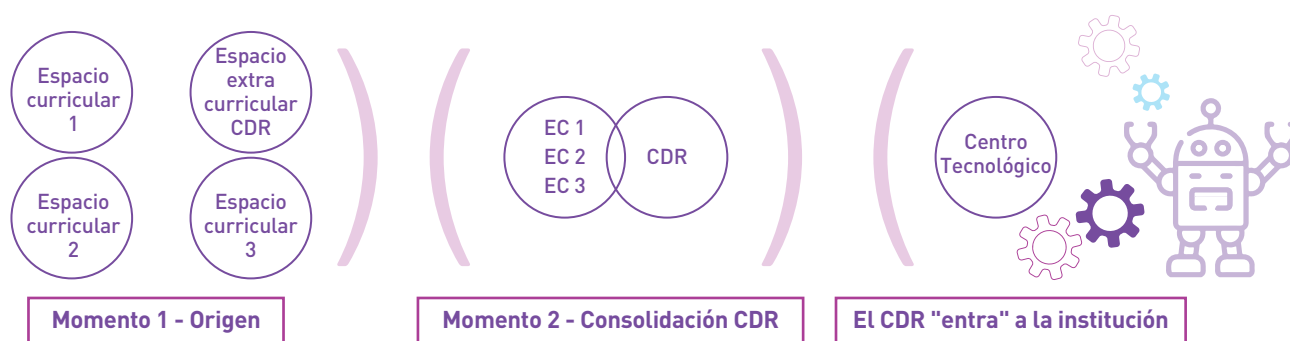 Espacio
curricular
1
Espacio
extra
curricular
CDR
Espacio
curricular
2
Espacio
curricular
3
Momento 1 - Origen
EC 1
EC 2
EC 3
CDR
Momento 2 - Consolidación CDR
Centro
Tecnológico
El CDR "entra" a la institución